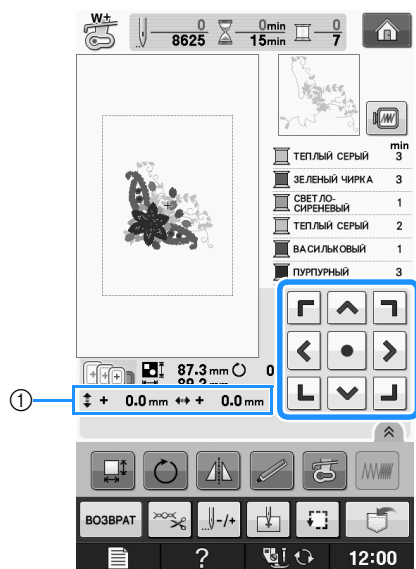 W+
0 0min 0
8625 15min 7
min
ТЕПЛЫЙ СЕРЫЙ 3
ЗЕЛЕНЫЙ ЧИРКА 3
СВЕТЛО-
СИРЕНЕВЫЙ 1
ТЕПЛЫЙ СЕРЫЙ 2
ВАСИЛЬКОВЫЙ 1
ПУРПУРНЫЙ 3
87.3 mm 0
1 + 0.0 mm + 0.0 mm
ВОЗВРАТ -/+
? 12:00